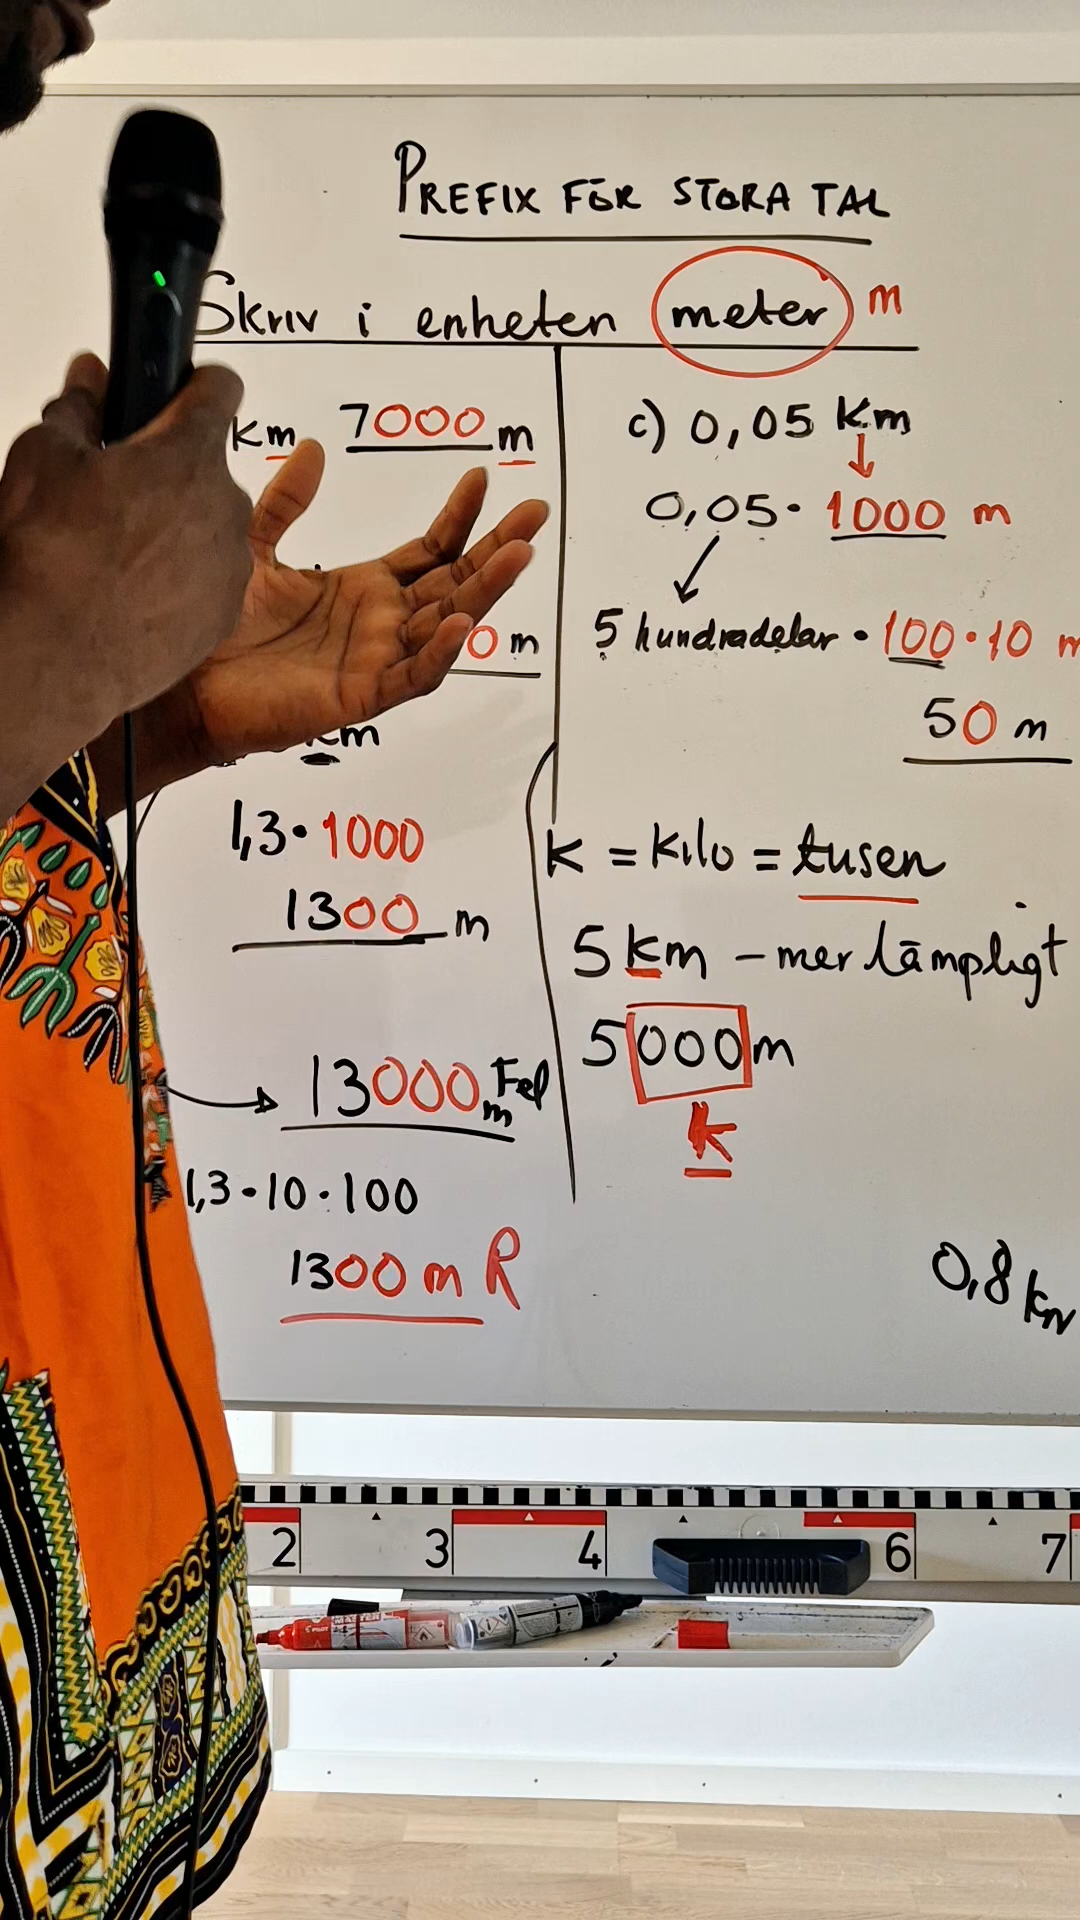 PREFIX FÖR STORA TAL
Skriv i enheten meter m
km 7000 m
0 m
km
1,3 · 1000
1300 m
13000 m Fel
1,3 · 10 · 100
1300 m R
c) 0,05 km
0,05 · 1000 m
5 hundradelar · 100 · 10 m
50 m
k = kilo = tusen
5 km – mer lämpligt
5000 m
k
0,8 km
2 3 4 6 7
MASTER
PILOT